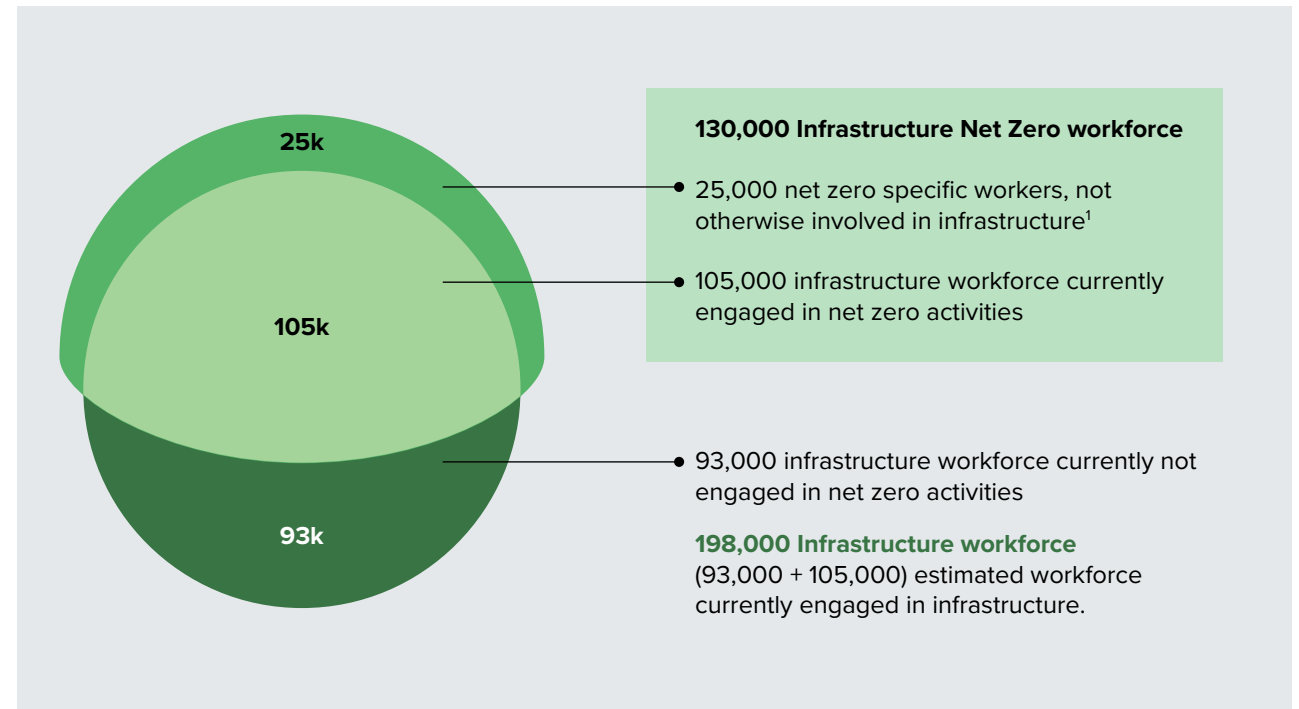 25k
105k
93k
130,000 Infrastructure Net Zero workforce
25,000 net zero specific workers, not
otherwise involved in infrastructure¹
105,000 infrastructure workforce currently
engaged in net zero activities
93,000 infrastructure workforce currently not
engaged in net zero activities
198,000 Infrastructure workforce
(93,000 + 105,000) estimated workforce
currently engaged in infrastructure.